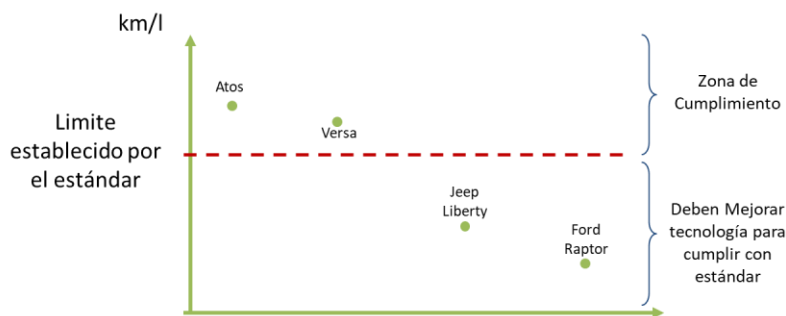 km/l
Atos
Versa
Limite
establecido por
el estándar
Zona de
Cumplimiento
Jeep
Liberty
Ford
Raptor
Deben Mejorar
tecnología para
cumplir con
estándar